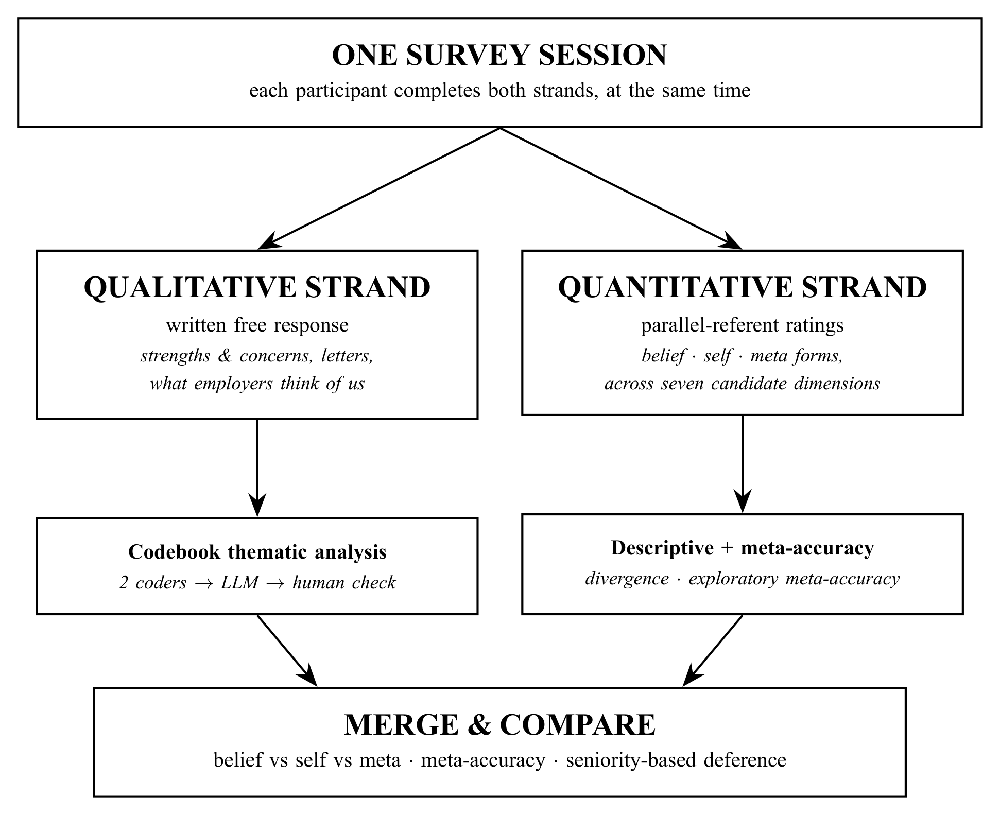 ONE SURVEY SESSION
each participant completes both strands, at the same time
QUALITATIVE STRAND
written free response
strengths & concerns, letters,
what employers think of us
QUANTITATIVE STRAND
parallel-referent ratings
belief · self · meta forms,
across seven candidate dimensions
Codebook thematic analysis
2 coders → LLM → human check
Descriptive + meta-accuracy
divergence · exploratory meta-accuracy
MERGE & COMPARE
belief vs self vs meta · meta-accuracy · seniority-based deference